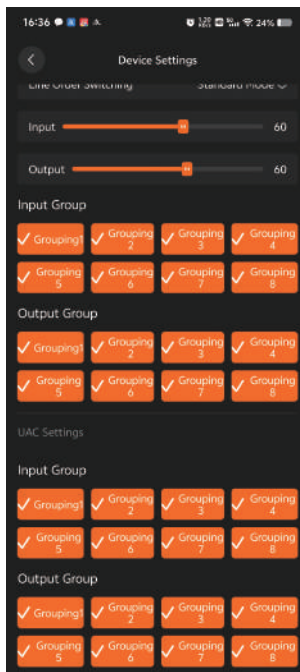 16:36
24%
Device Settings
Line Order Switching Standard Mode
Input 60
Output 60
Input Group
Grouping1 Grouping 2 Grouping 3 Grouping 4
Grouping 5 Grouping 6 Grouping 7 Grouping 8
Output Group
Grouping1 Grouping 2 Grouping 3 Grouping 4
Grouping 5 Grouping 6 Grouping 7 Grouping 8
UAC Settings
Input Group
Grouping1 Grouping 2 Grouping 3 Grouping 4
Grouping 5 Grouping 6 Grouping 7 Grouping 8
Output Group
Grouping1 Grouping 2 Grouping 3 Grouping 4
Grouping 5 Grouping 6 Grouping 7 Grouping 8